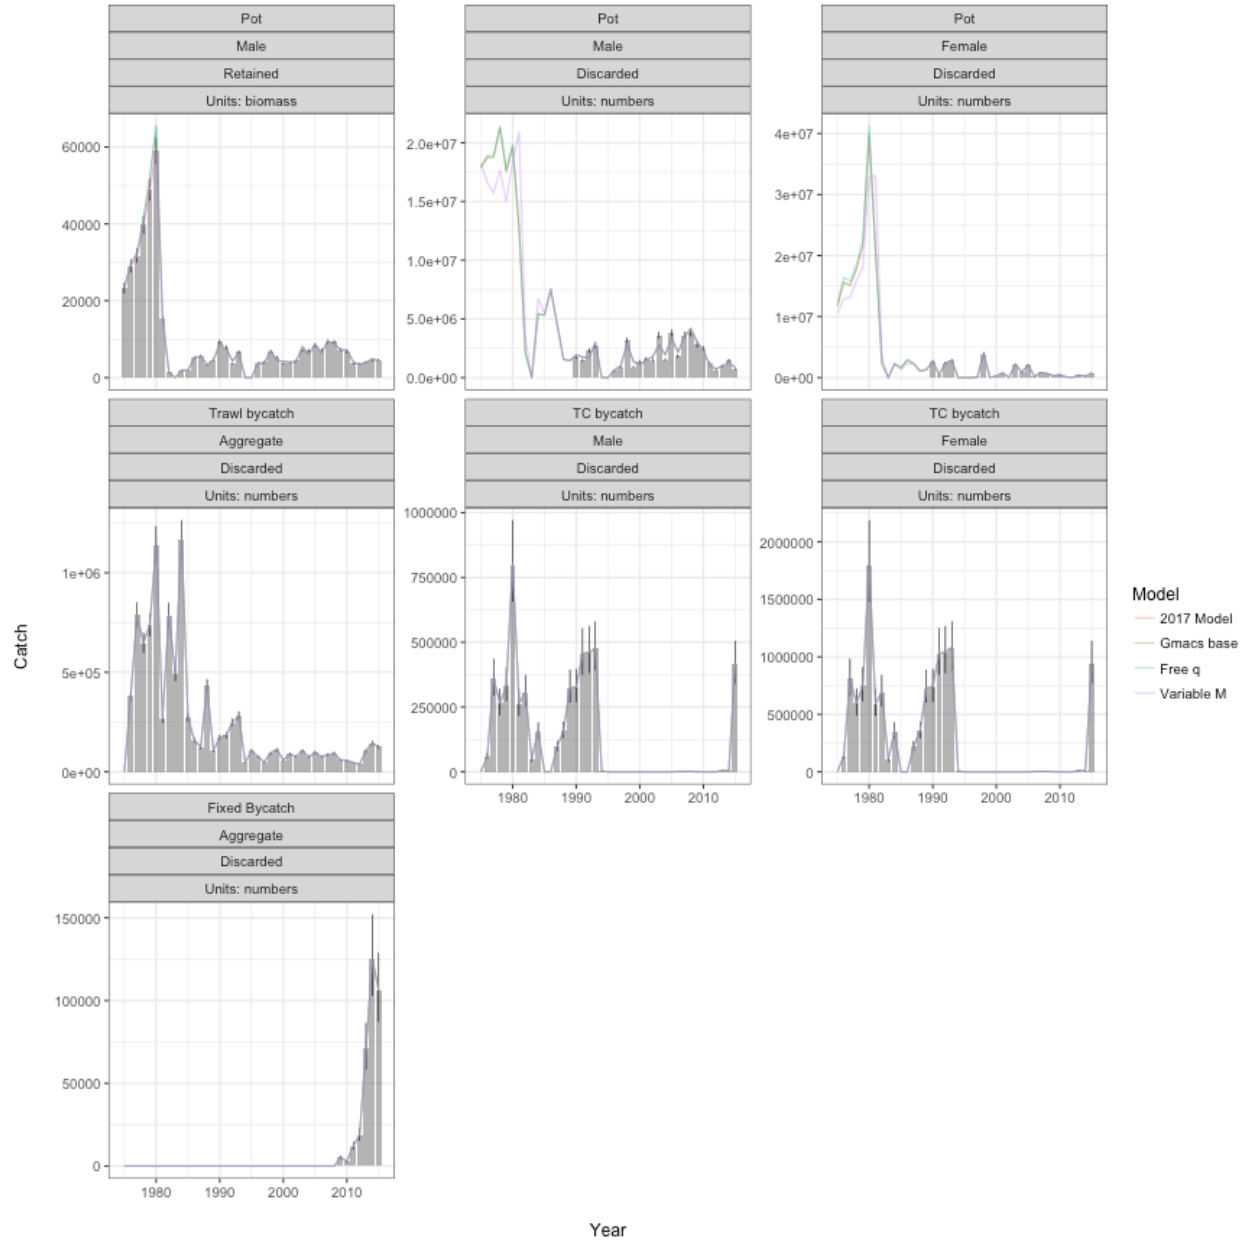 Pot
Male
Retained
Units: biomass
60000
40000
20000
0
Pot
Male
Discarded
Units: numbers
2.0e+07
1.5e+07
1.0e+07
5.0e+06
0.0e+00
Pot
Female
Discarded
Units: numbers
4e+07
3e+07
2e+07
1e+07
0e+00
Trawl bycatch
Aggregate
Discarded
Units: numbers
1e+06
5e+05
0e+00
TC bycatch
Male
Discarded
Units: numbers
1000000
750000
500000
250000
0
1980 1990 2000 2010
TC bycatch
Female
Discarded
Units: numbers
2000000
1500000
1000000
500000
0
1980 1990 2000 2010
Fixed Bycatch
Aggregate
Discarded
Units: numbers
150000
100000
50000
0
1980 1990 2000 2010
Catch
Year
Model
2017 Model
Gmacs base
Free q
Variable M